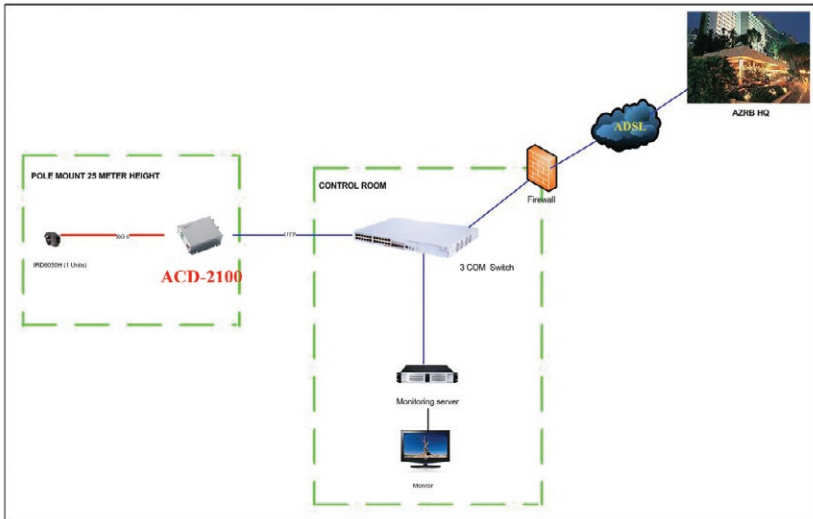 AZRB HQ
ADSL
POLE MOUNT 25 METER HEIGHT
CONTROL ROOM
Firewall
UTP
IRD6050H (1 Units)
ACD-2100
3 COM Switch
Monitoring server
Monitor